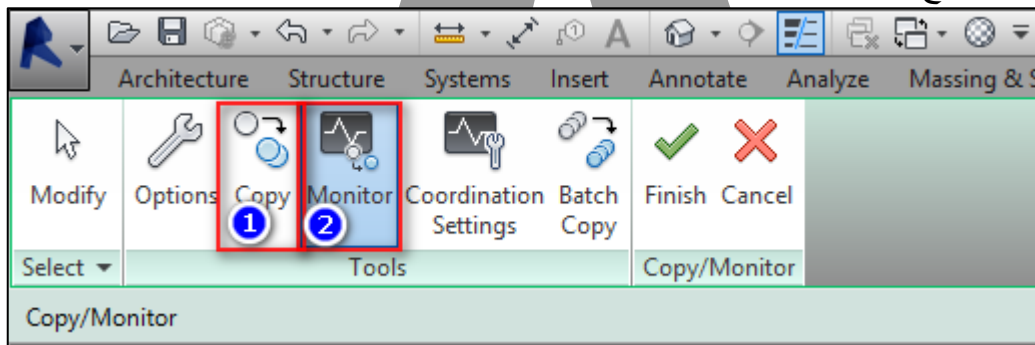 Architecture Structure Systems Insert Annotate Analyze Massing & S
Modify Options Copy Monitor Coordination Settings Batch Copy Finish Cancel
1 2
Select Tools Copy/Monitor
Copy/Monitor